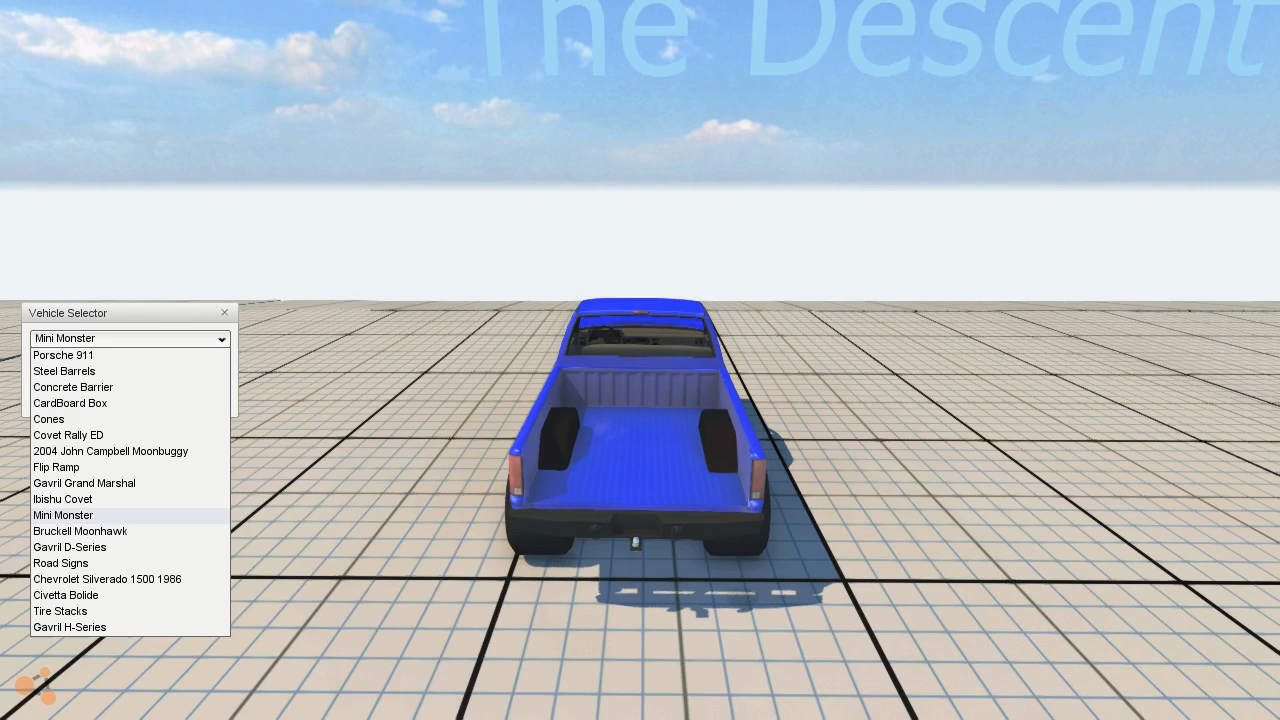 The Descent
Vehicle Selector
Mini Monster
Porsche 911
Steel Barrels
Concrete Barrier
CardBoard Box
Cones
Covet Rally ED
2004 John Campbell Moonbuggy
Flip Ramp
Gavril Grand Marshal
Ibishu Covet
Mini Monster
Bruckell Moonhawk
Gavril D-Series
Road Signs
Chevrolet Silverado 1500 1986
Civetta Bolide
Tire Stacks
Gavril H-Series